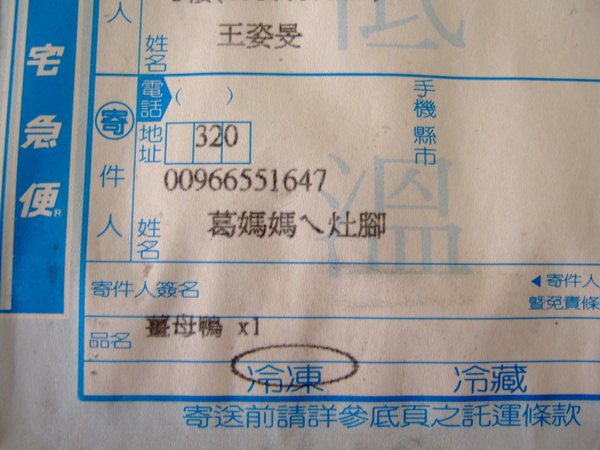 宅急便
人
姓名 王姿旻
電話 ( ) 手機
寄件人
地址 320 縣市
00966551647
姓名 葛媽媽ㄟ灶腳
低溫
寄件人簽名 ◀寄件人
暨免責條
品名 薑母鴨 x1
冷凍 冷藏
寄送前請詳參底頁之託運條款